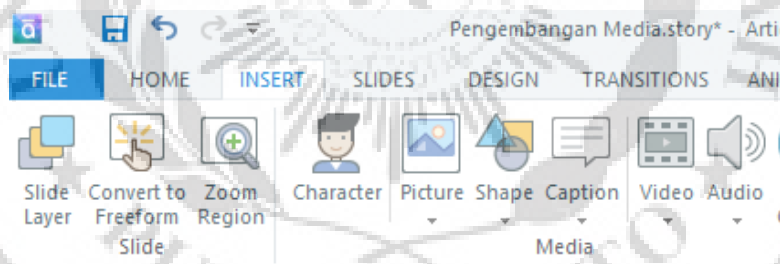 Pengembangan Media.story* - Arti
FILE HOME INSERT SLIDES DESIGN TRANSITIONS ANI
Slide Layer Convert to Freeform Zoom Region Character Picture Shape Caption Video Audio
Slide Media